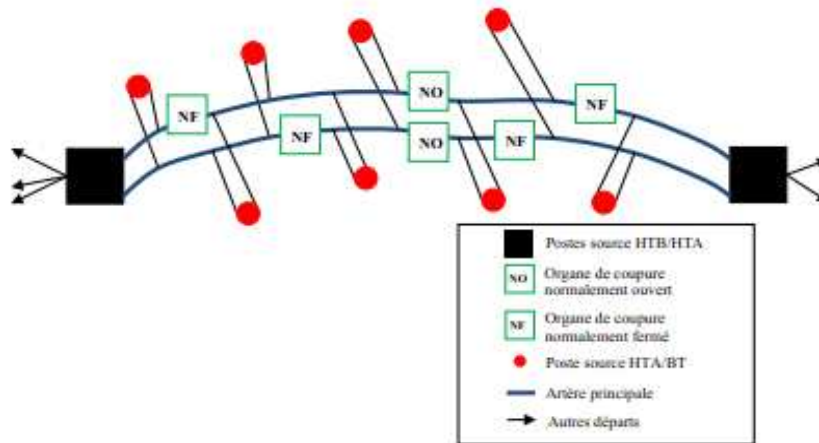 NO
NF
NF
NF
NO
NF
Postes source HTB/HTA
NO
Organe de coupure
normalement ouvert
NF
Organe de coupure
normalement fermé
Poste source HTA/BT
Artère principale
Autres départs